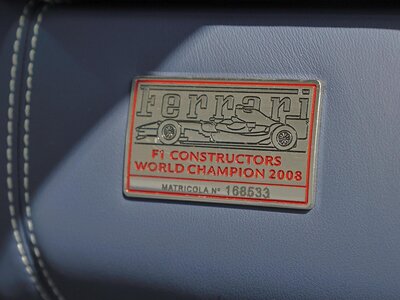 Ferrari
F1 CONSTRUCTORS
WORLD CHAMPION 2008
MATRICOLA N° 168533